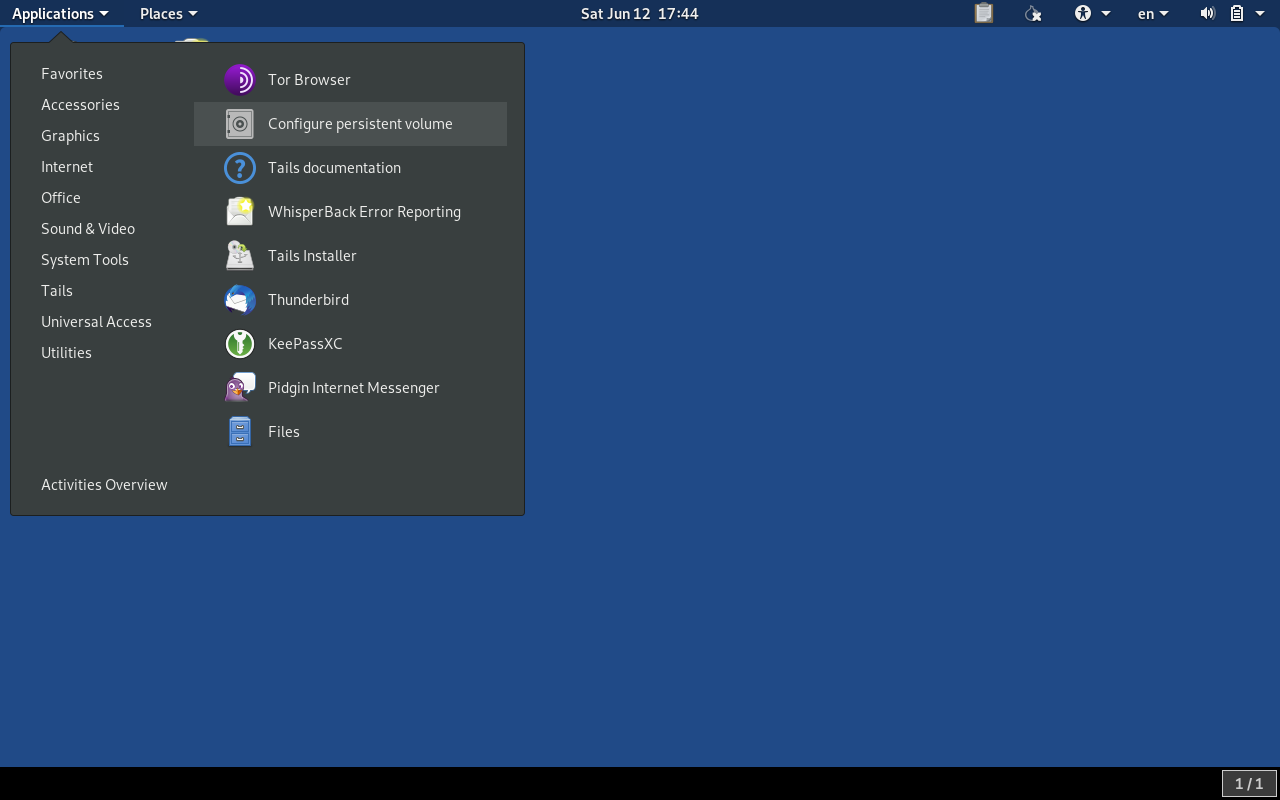 Applications Places Sat Jun 12 17:44 en
Favorites
Accessories
Graphics
Internet
Office
Sound & Video
System Tools
Tails
Universal Access
Utilities
Activities Overview
Tor Browser
Configure persistent volume
Tails documentation
WhisperBack Error Reporting
Tails Installer
Thunderbird
KeePassXC
Pidgin Internet Messenger
Files
1 / 1